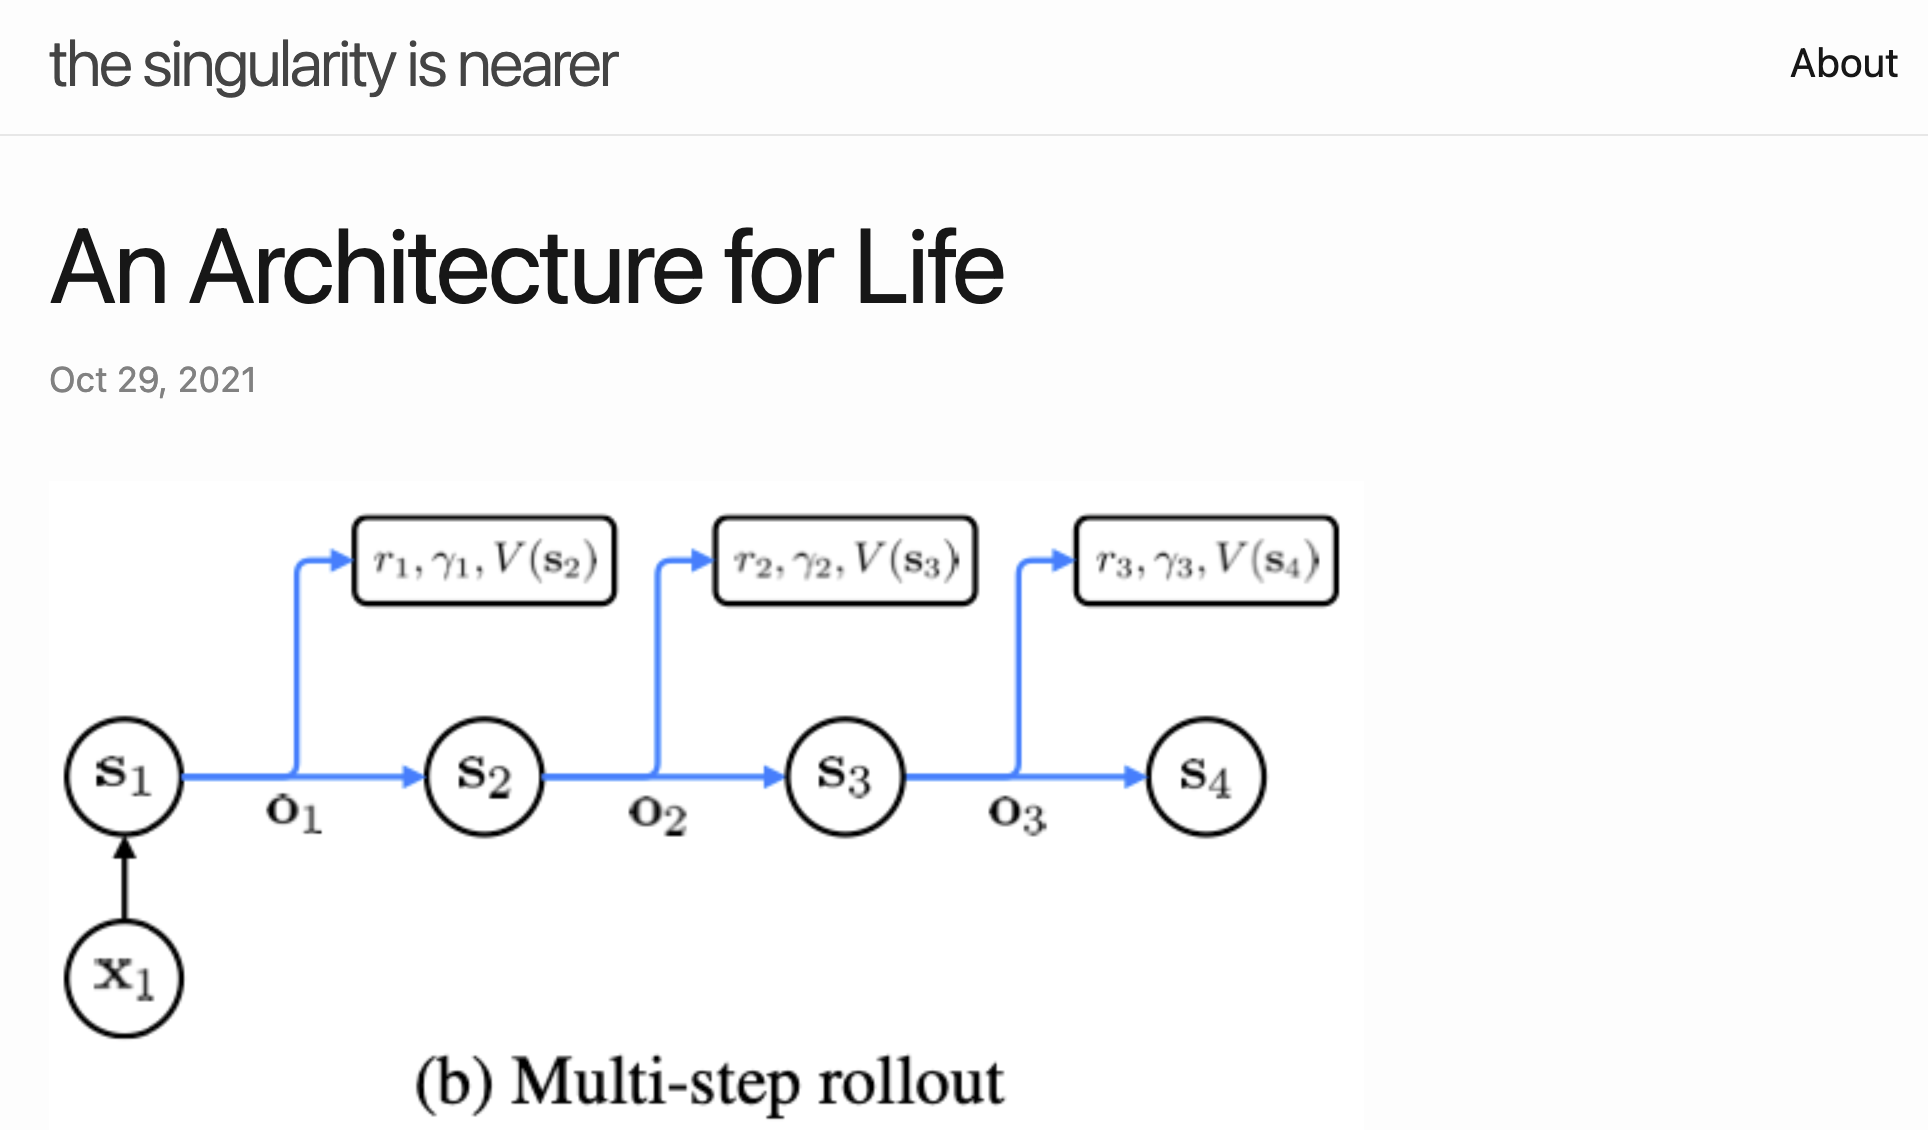 the singularity is nearer
About
An Architecture for Life
Oct 29, 2021
r₁, γ₁, V(s₂)
r₂, γ₂, V(s₃)
r₃, γ₃, V(s₄)
s₁
s₂
s₃
s₄
o₁
o₂
o₃
x₁
(b) Multi-step rollout